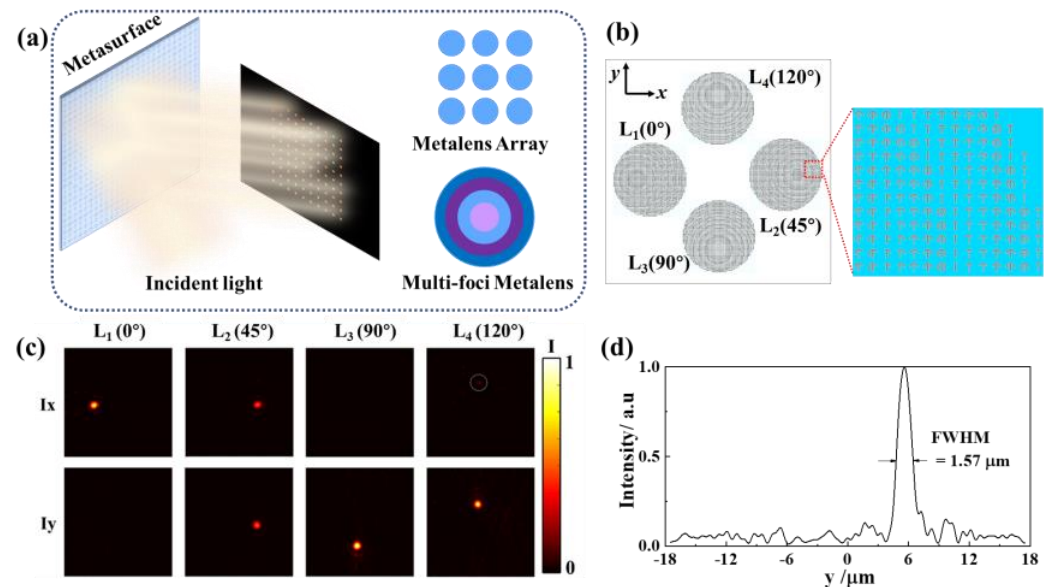 (a)
Metasurface
Incident light
Metalens Array
Multi-foci Metalens
(b)
y
x
L₄(120°)
L₁(0°)
L₂(45°)
L₃(90°)
(c)
L₁ (0°) L₂ (45°) L₃ (90°) L₄ (120°)
I
1
Ix
Iy
0
(d)
Intensity/ a.u
1.0
0.5
0.0
FWHM
= 1.57 μm
-18 -12 -6 0 6 12 18
y /μm